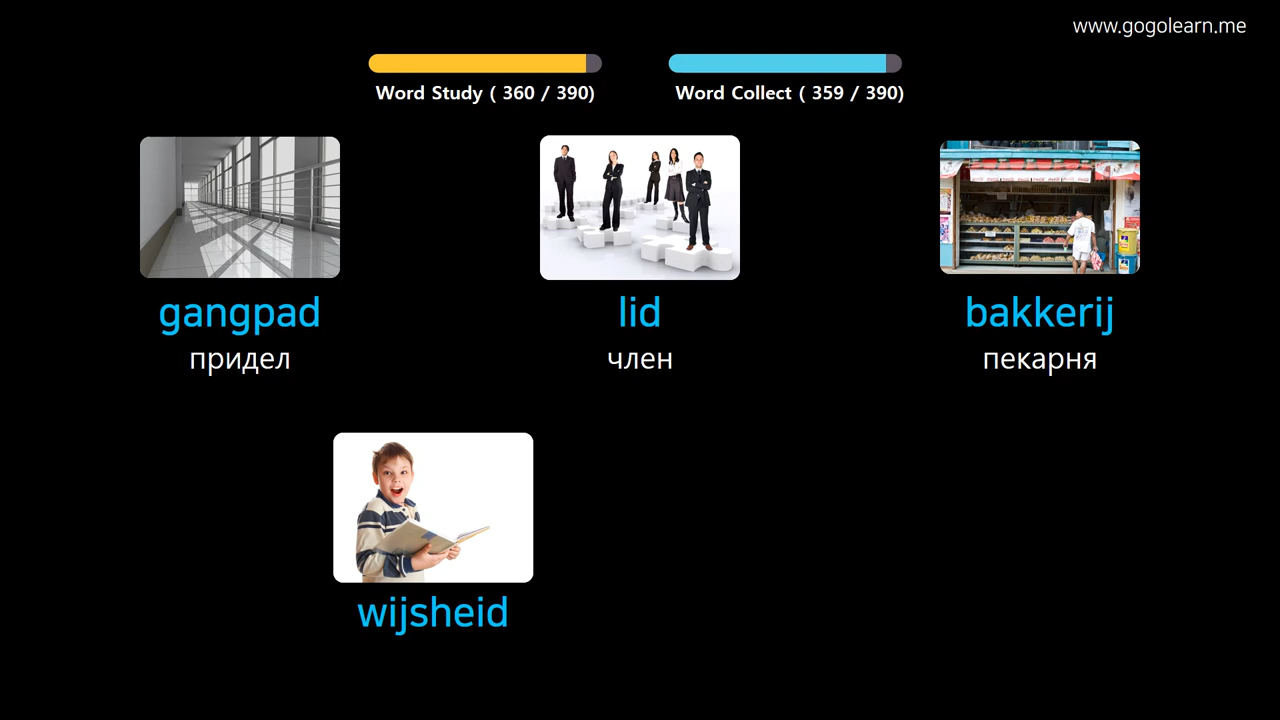 www.gogolearn.me
Word Study ( 360 / 390)
Word Collect ( 359 / 390)
gangpad
lid
bakkerij
придел
член
пекарня
wijsheid